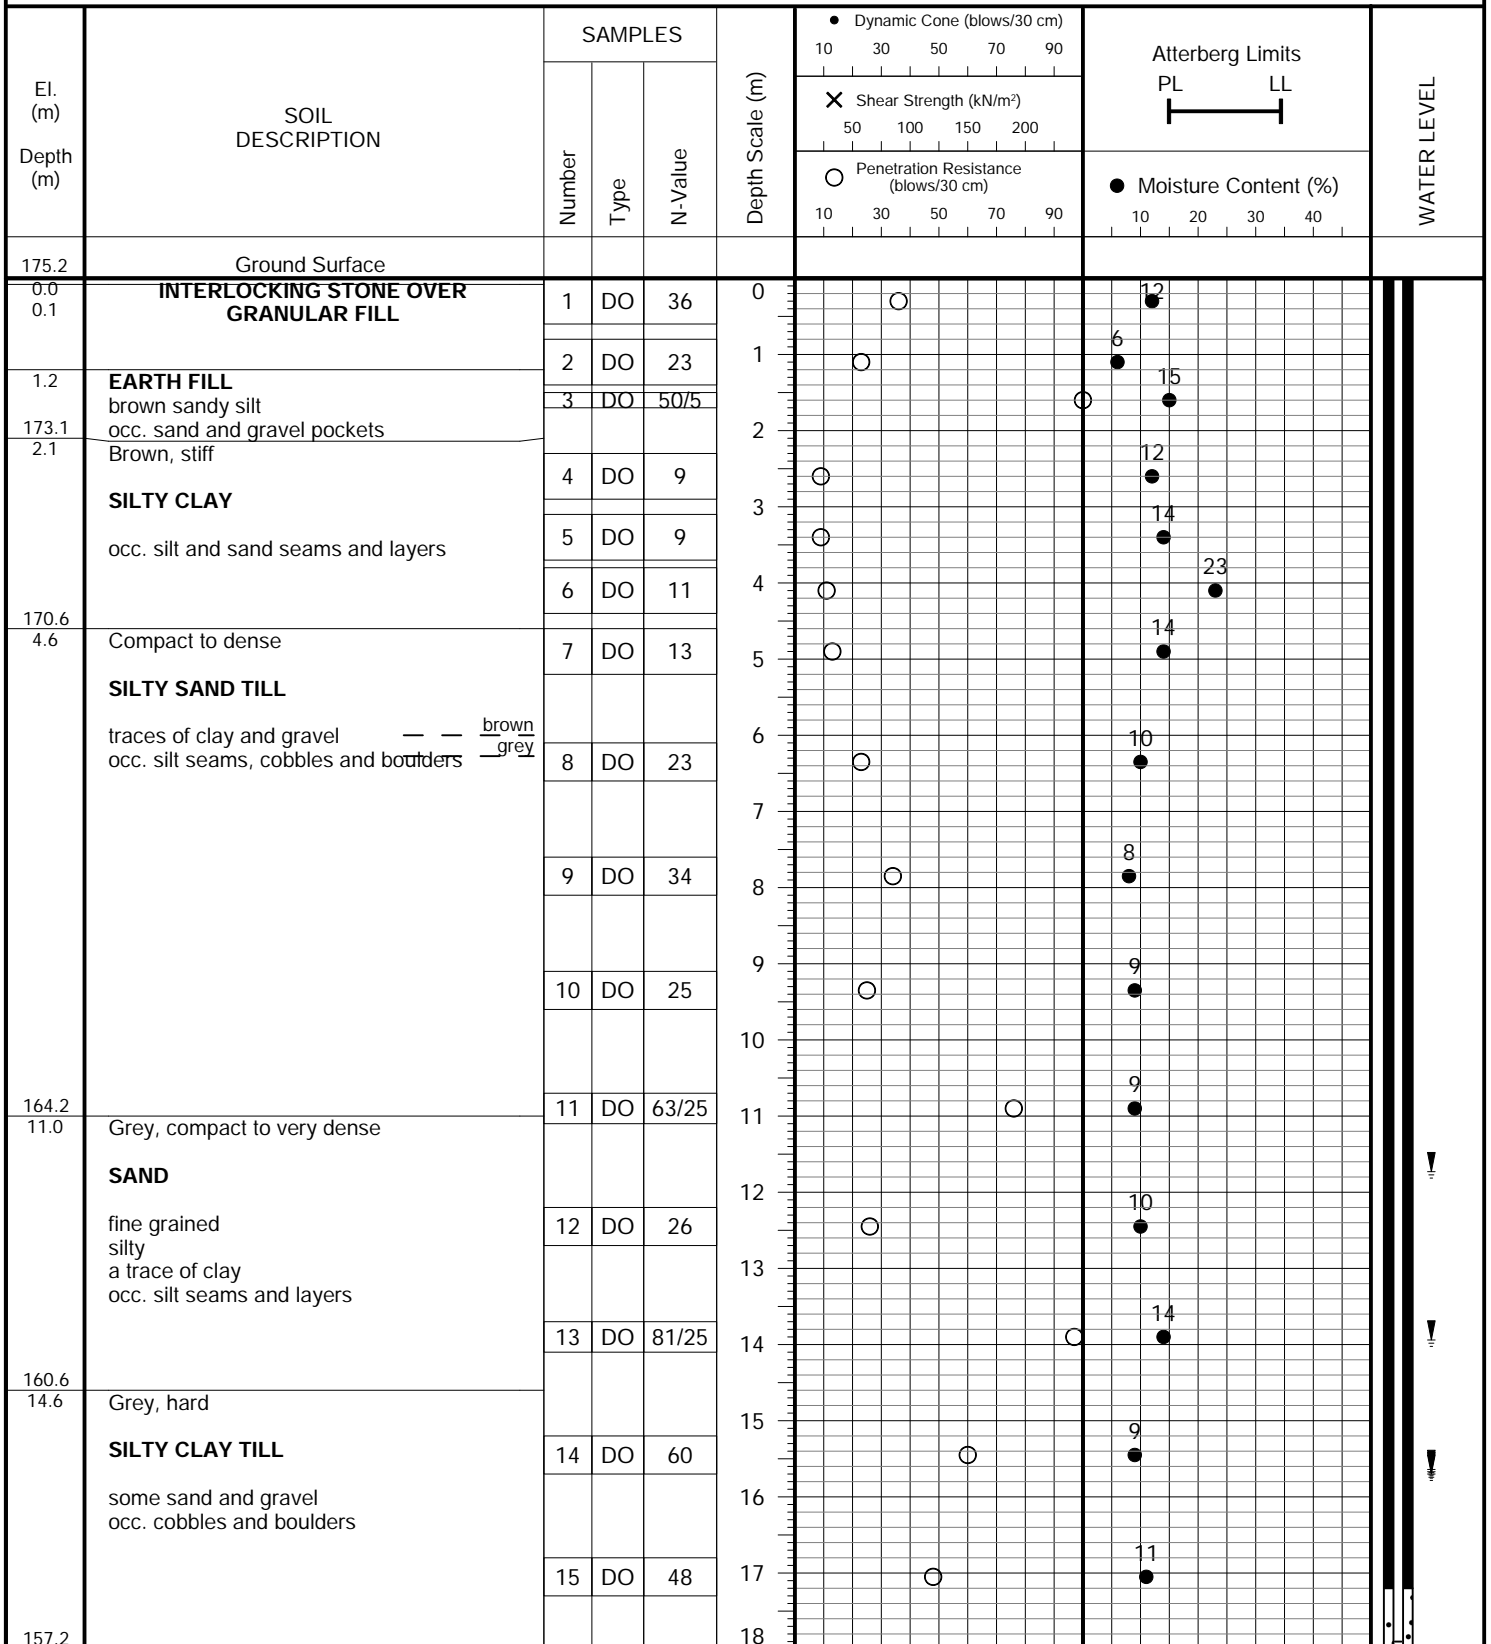 El.
(m)
Depth
(m)
SOIL
DESCRIPTION
SAMPLES
Number
Type
N-Value
Depth Scale (m)
Dynamic Cone (blows/30 cm)
10 30 50 70 90
Shear Strength (kN/m²)
50 100 150 200
Penetration Resistance
(blows/30 cm)
10 30 50 70 90
Atterberg Limits
PL LL
Moisture Content (%)
10 20 30 40
WATER LEVEL
175.2 Ground Surface
0.0 INTERLOCKING STONE OVER
0.1 GRANULAR FILL
1 DO 36 0 12
2 DO 23 1 6
1.2 EARTH FILL
brown sandy silt
3 DO 50/5 15
173.1 occ. sand and gravel pockets 2
2.1 Brown, stiff
4 DO 9 12
SILTY CLAY
3
5 DO 9 14
occ. silt and sand seams and layers
6 DO 11 4 23
170.6
4.6 Compact to dense
7 DO 13 5 14
SILTY SAND TILL
traces of clay and gravel brown
6
occ. silt seams, cobbles and boulders grey
8 DO 23 10
7
9 DO 34 8 8
9
10 DO 25 9
10
164.2
11 DO 63/25 11 9
11.0 Grey, compact to very dense
SAND
12
fine grained
12 DO 26 10
silty
a trace of clay
13
occ. silt seams and layers
13 DO 81/25 14 14
160.6
14.6 Grey, hard
15
SILTY CLAY TILL
14 DO 60 9
some sand and gravel
16
occ. cobbles and boulders
15 DO 48 17 11
157.2 18